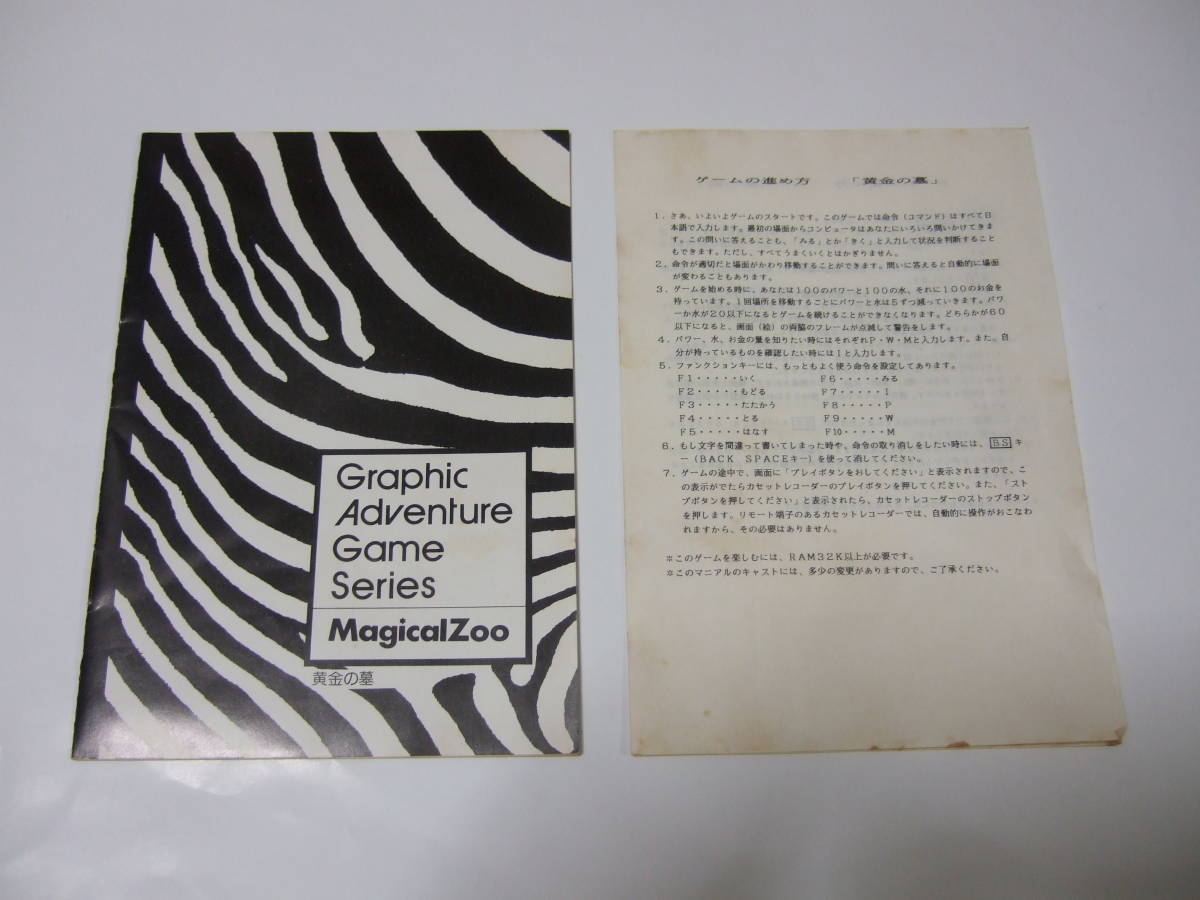 Graphic
Adventure
Game
Series
MagicalZoo
黄金の墓
ゲームの進め方 「黄金の墓」
1．さあ、いよいよゲームのスタートです。このゲームでは命令（コマンド）はすべて日
本語で入力します。最初の場面からコンピュータはあなたにいろいろ問いかけてきま
す。この問いに答えることも、「みる」とか「きく」と入力して状況を判断すること
もできます。ただし、すべてうまくいくとはかぎりません。
2．命令が適切だと場面がかわり移動することができます。問いに答えると自動的に場面
が変わることもあります。
3．ゲームを始める時に、あなたは100のパワーと100の水、それに100のお金を
持っています。1回場所を移動するごとにパワーと水は5ずつ減っていきます。パワ
ーか水が20以下になるとゲームを続けることができなくなります。どちらかが60
以下になると、画面（絵）の両脇のフレームが点滅して警告をします。
4．パワー、水、お金の量を知りたい時にはそれぞれP・W・Mと入力します。また、自
分が持っているものを確認したい時にはIと入力します。
5．ファンクションキーには、もっともよく使う命令を設定してあります。
F1・・・・・いく F6・・・・・みる
F2・・・・・もどる F7・・・・・I
F3・・・・・たたかう F8・・・・・P
F4・・・・・とる F9・・・・・W
F5・・・・・はなす F10・・・・・M
6．もし文字を間違って書いてしまった時や、命令の取り消しをしたい時には、BSキ
ー（BACK SPACEキー）を使って消してください。
7．ゲームの途中で、画面に「プレイボタンをおしてください」と表示されますので、こ
の表示がでたらカセットレコーダーのプレイボタンを押してください。また、「スト
プボタンを押してください」と表示されたら、カセットレコーダーのストップボタン
を押します。リモート端子のあるカセットレコーダーでは、自動的に操作がおこなわ
れますから、その必要はありません。
※このゲームを楽しむには、RAM32K以上が必要です。
※このマニアルのキャストには、多少の変更がありますので、ご了承ください。